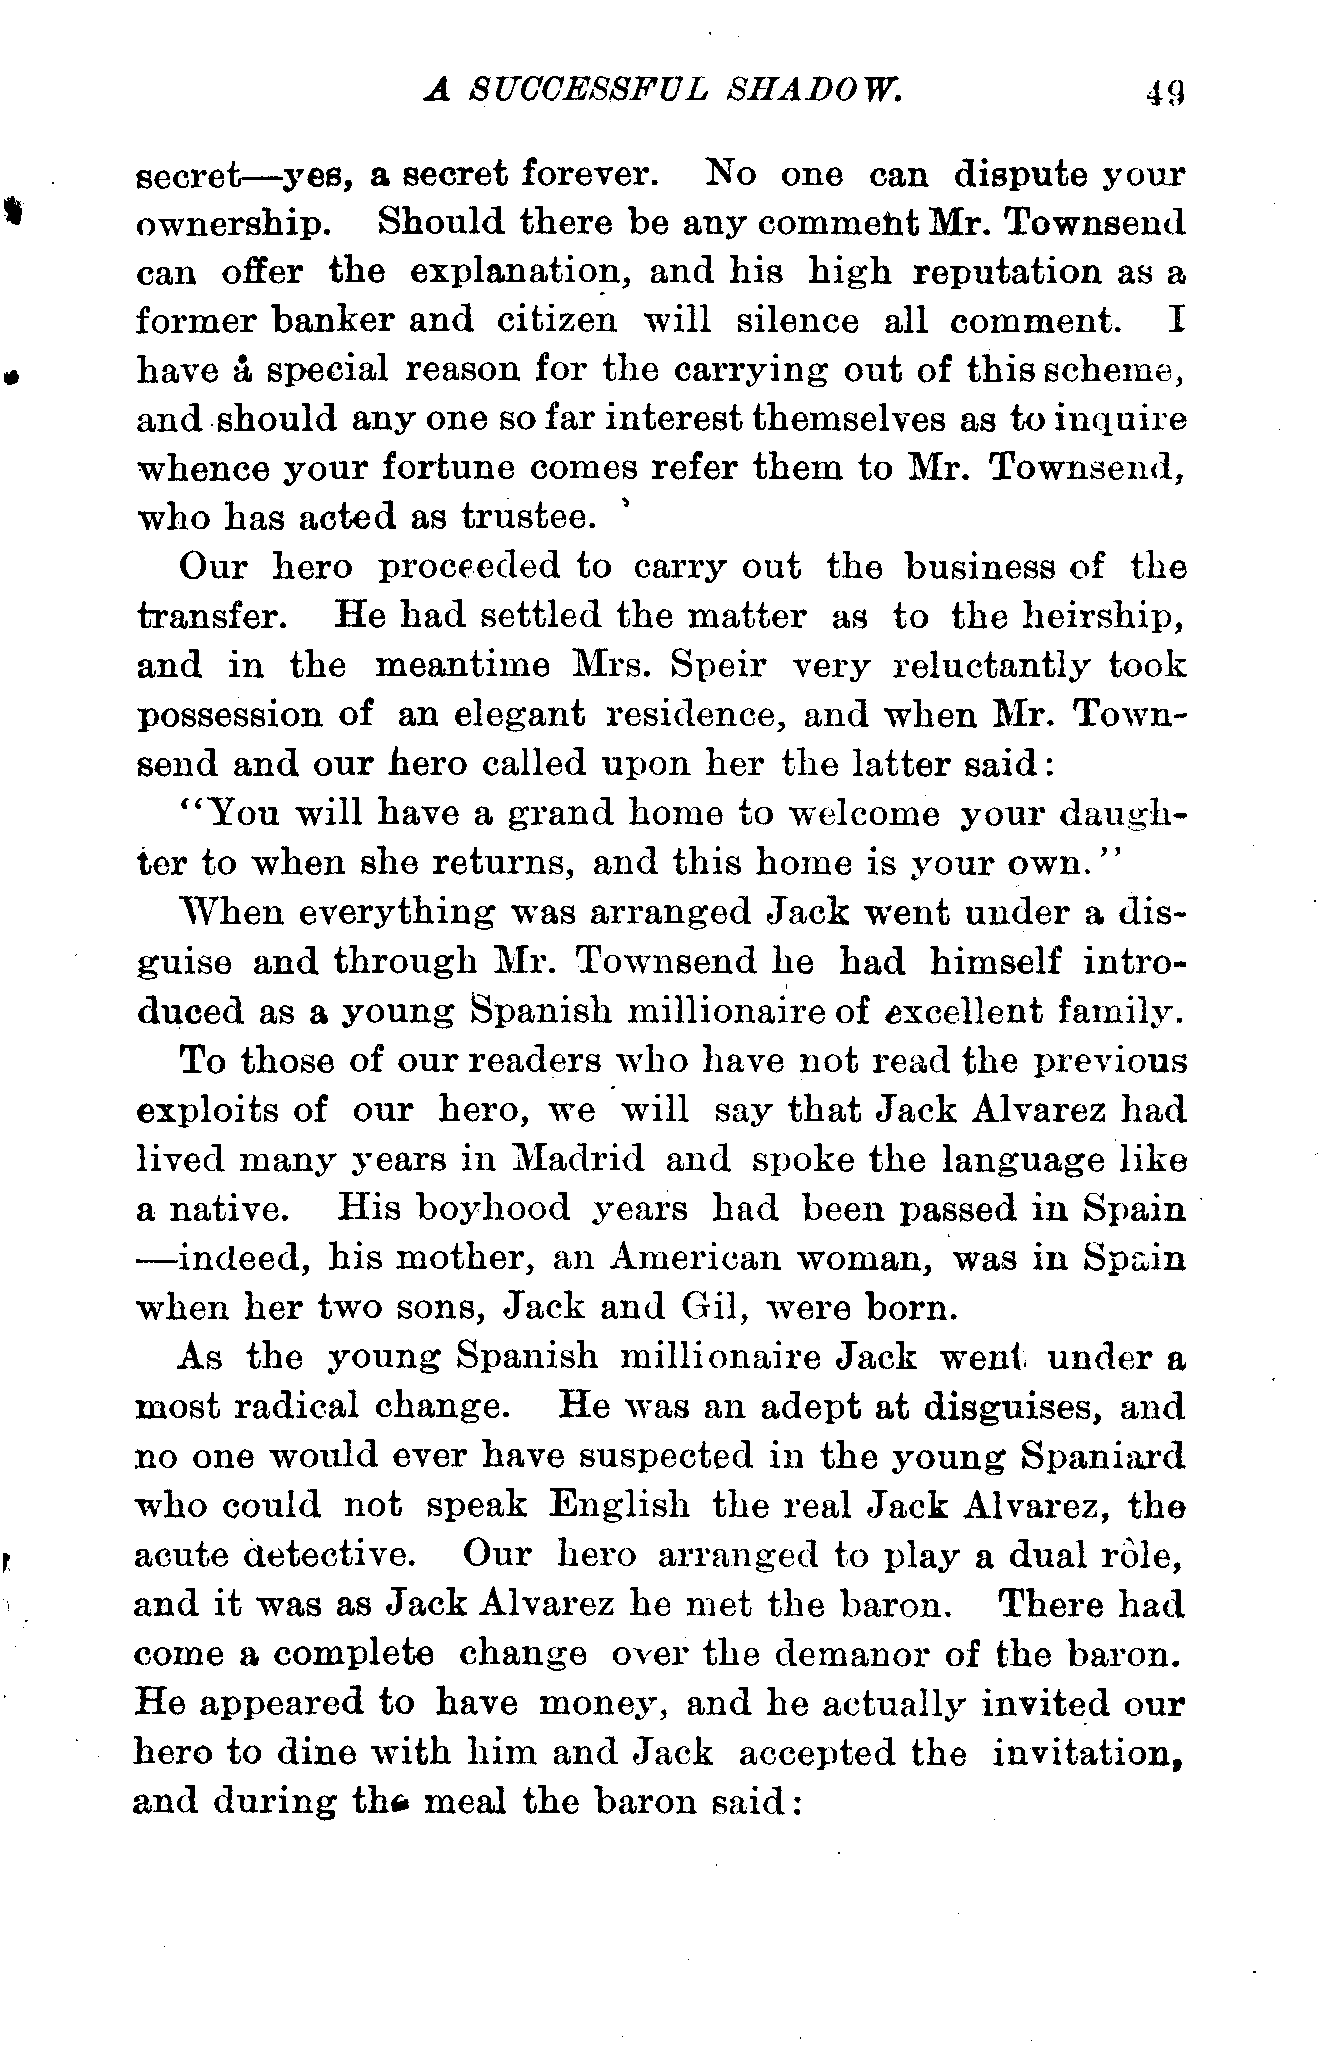 A SUCCESSFUL SHADOW. 49
secret—yes, a secret forever. No one can dispute your
ownership. Should there be any comment Mr. Townsend
can offer the explanation, and his high reputation as a
former banker and citizen will silence all comment. I
have a special reason for the carrying out of this scheme,
and should any one so far interest themselves as to inquire
whence your fortune comes refer them to Mr. Townsend,
who has acted as trustee. '
Our hero proceeded to carry out the business of the
transfer. He had settled the matter as to the heirship,
and in the meantime Mrs. Speir very reluctantly took
possession of an elegant residence, and when Mr. Town-
send and our hero called upon her the latter said:
"You will have a grand home to welcome your daugh-
ter to when she returns, and this home is your own."
When everything was arranged Jack went under a dis-
guise and through Mr. Townsend he had himself intro-
duced as a young Spanish millionaire of excellent family.
To those of our readers who have not read the previous
exploits of our hero, we will say that Jack Alvarez had
lived many years in Madrid and spoke the language like
a native. His boyhood years had been passed in Spain
—indeed, his mother, an American woman, was in Spain
when her two sons, Jack and Gil, were born.
As the young Spanish millionaire Jack went under a
most radical change. He was an adept at disguises, and
no one would ever have suspected in the young Spaniard
who could not speak English the real Jack Alvarez, the
acute detective. Our hero arranged to play a dual rôle,
and it was as Jack Alvarez he met the baron. There had
come a complete change over the demanor of the baron.
He appeared to have money, and he actually invited our
hero to dine with him and Jack accepted the invitation,
and during the meal the baron said: